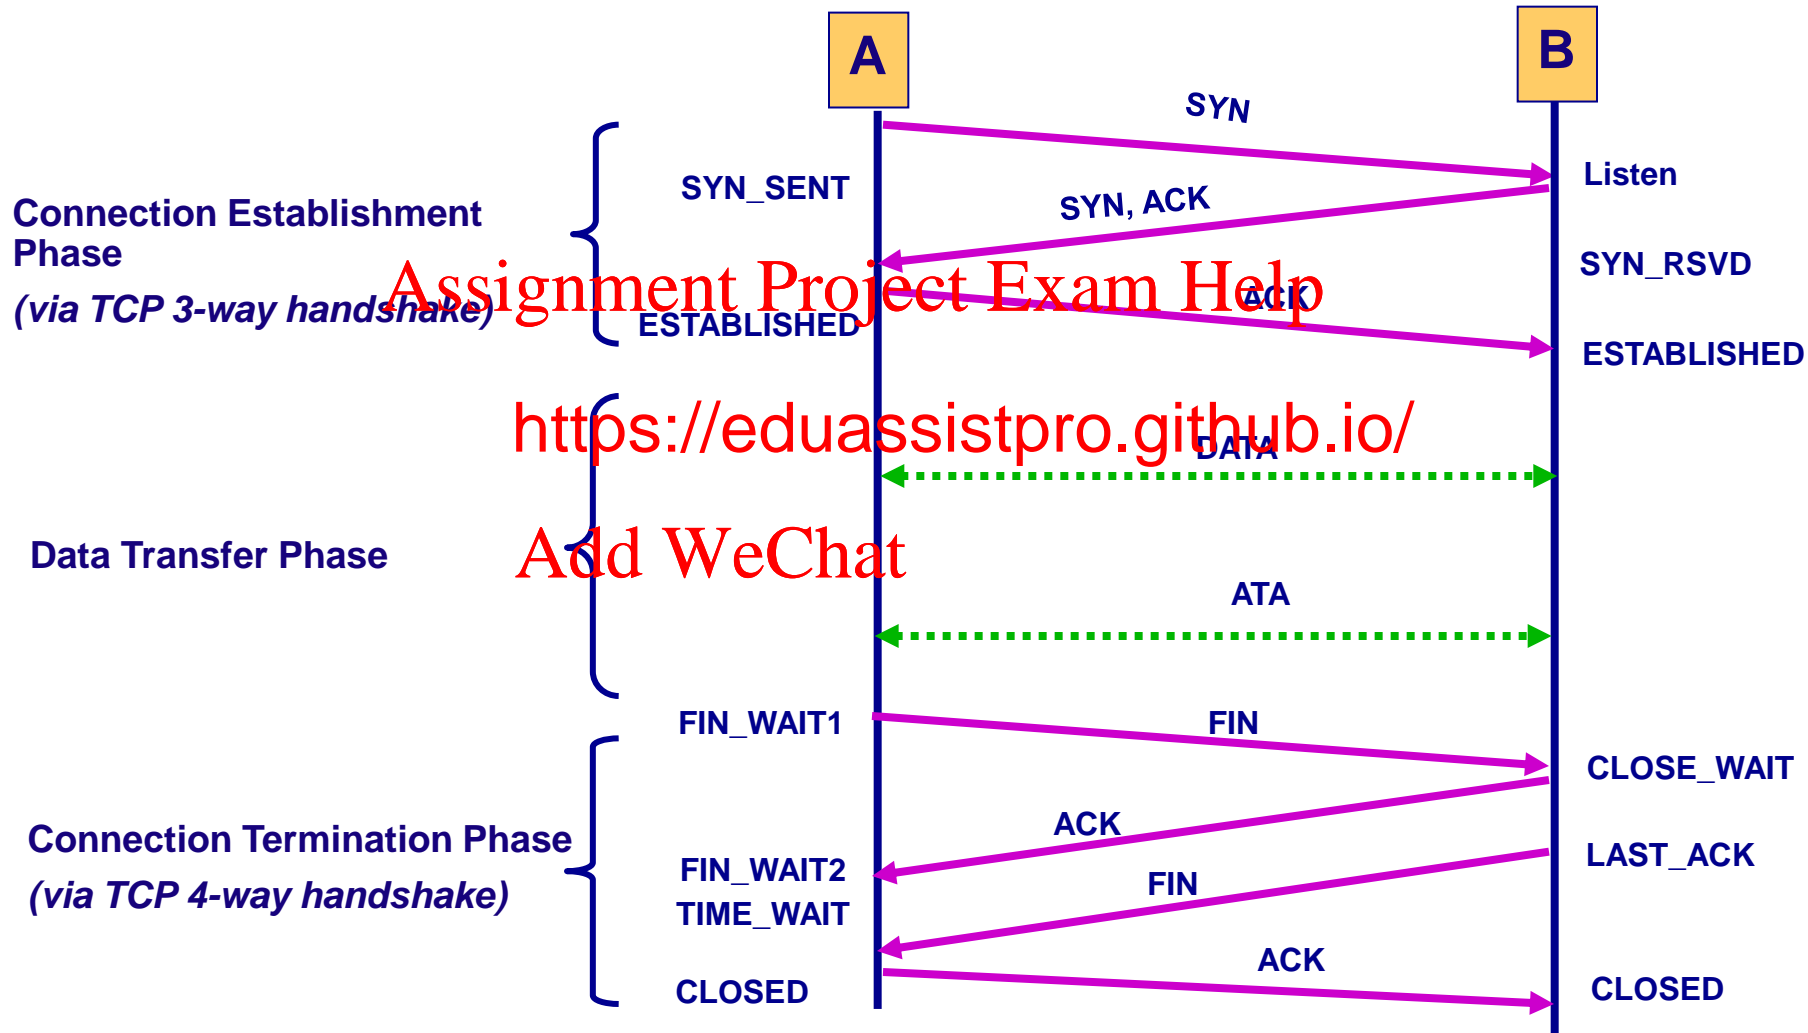 A
B
SYN
SYN_SENT
Listen
SYN, ACK
Connection Establishment
Phase
SYN_RSVD
(via TCP 3-way handshake)
Assignment Project Exam Help
ACK
ESTABLISHED
ESTABLISHED
https://eduassistpro.github.io/
DATA
Data Transfer Phase
Add WeChat
ATA
FIN_WAIT1
FIN
CLOSE_WAIT
ACK
Connection Termination Phase
LAST_ACK
FIN_WAIT2
FIN
(via TCP 4-way handshake)
TIME_WAIT
ACK
CLOSED
CLOSED